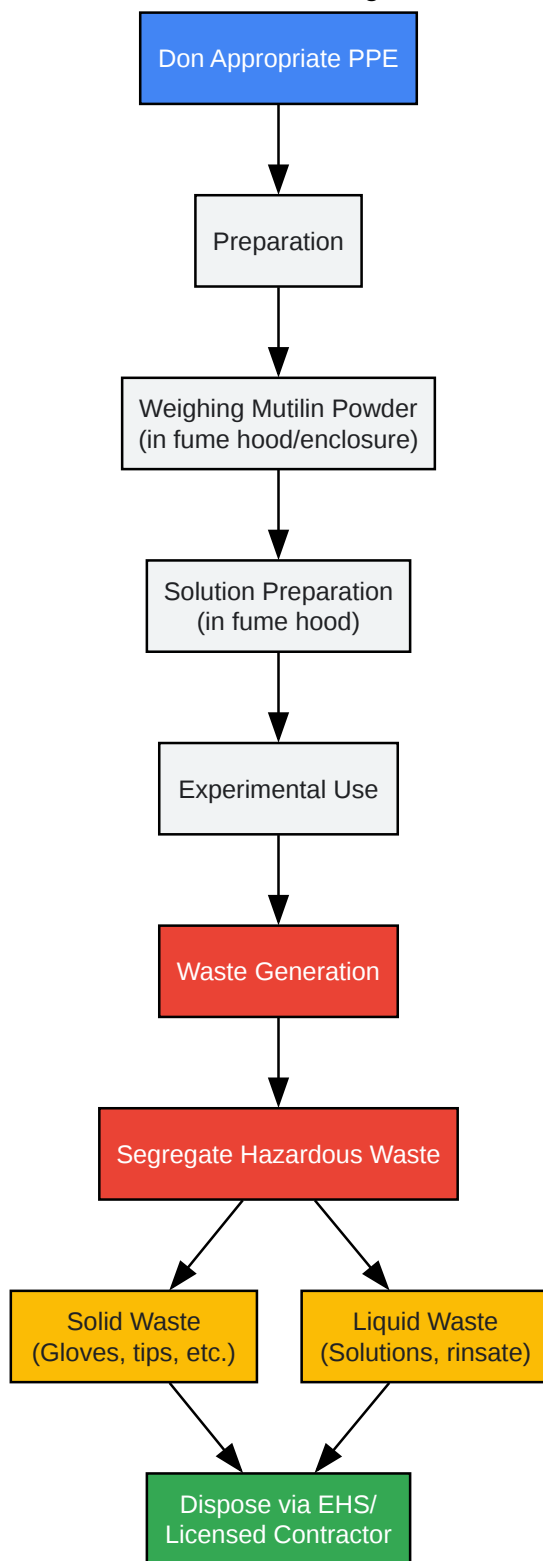 Don Appropriate PPE
Preparation
Weighing Mutilin Powder
(in fume hood/enclosure)
Solution Preparation
(in fume hood)
Experimental Use
Waste Generation
Segregate Hazardous Waste
Solid Waste
(Gloves, tips, etc.)
Liquid Waste
(Solutions, rinsate)
Dispose via EHS/
Licensed Contractor